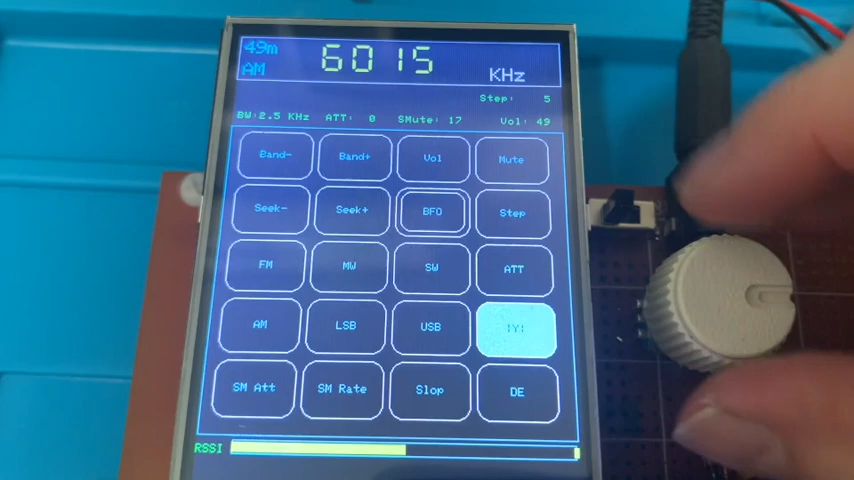 49m 6015
AM KHz
Step: 5
BW:2.5 KHz ATT: 0 SMute: 17 Vol: 49
Band- Band+ Vol Mute
Seek- Seek+ BFO Step
FM MW SW ATT
AM LSB USB
SM Att SM Rate Slop DE
RSSI